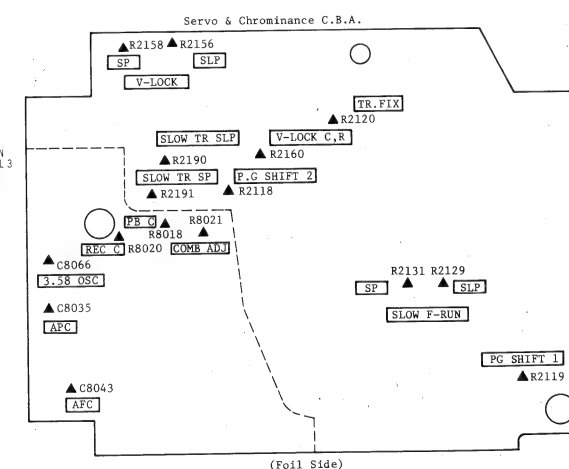 Servo & Chrominance C.B.A.
R2158 R2156
SP SLP
V-LOCK
TR.FIX
R2120
SLOW TR SLP V-LOCK C,R
N
L3
R2190 R2160
SLOW TR SP P.G SHIFT 2
R2191 R2118
PB C R8021
R8018
REC C R8020 COMB ADJ
C8066
3.58 OSC
R2131 R2129
SP SLP
C8035
SLOW F-RUN
APC
PG SHIFT 1
R2119
C8043
AFC
(Foil Side)